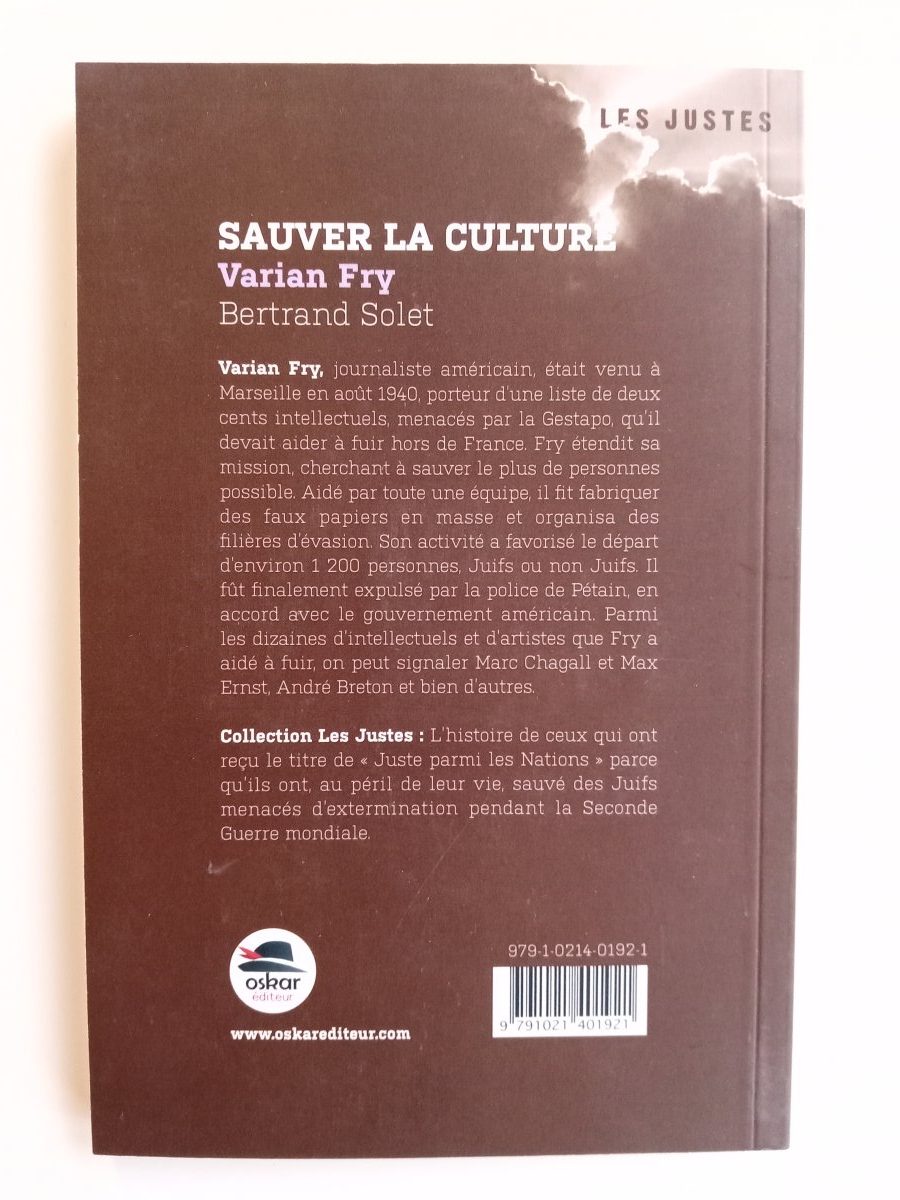 LES JUSTES
SAUVER LA CULTURE
Varian Fry
Bertrand Solet
Varian Fry, journaliste américain, était venu à
Marseille en août 1940, porteur d'une liste de deux
cents intellectuels, menacés par la Gestapo, qu'il
devait aider à fuir hors de France. Fry étendit sa
mission, cherchant à sauver le plus de personnes
possible. Aidé par toute une équipe, il fit fabriquer
des faux papiers en masse et organisa des
filières d'évasion. Son activité a favorisé le départ
d'environ 1 200 personnes, Juifs ou non Juifs. Il
fût finalement expulsé par la police de Pétain, en
accord avec le gouvernement américain. Parmi
les dizaines d'intellectuels et d'artistes que Fry a
aidé à fuir, on peut signaler Marc Chagall et Max
Ernst, André Breton et bien d'autres.
Collection Les Justes : L'histoire de ceux qui ont
reçu le titre de « Juste parmi les Nations » parce
qu'ils ont, au péril de leur vie, sauvé des Juifs
menacés d'extermination pendant la Seconde
Guerre mondiale.
oskar
éditeur
www.oskarediteur.com
979-1-0214-0192-1
9 791021 401921